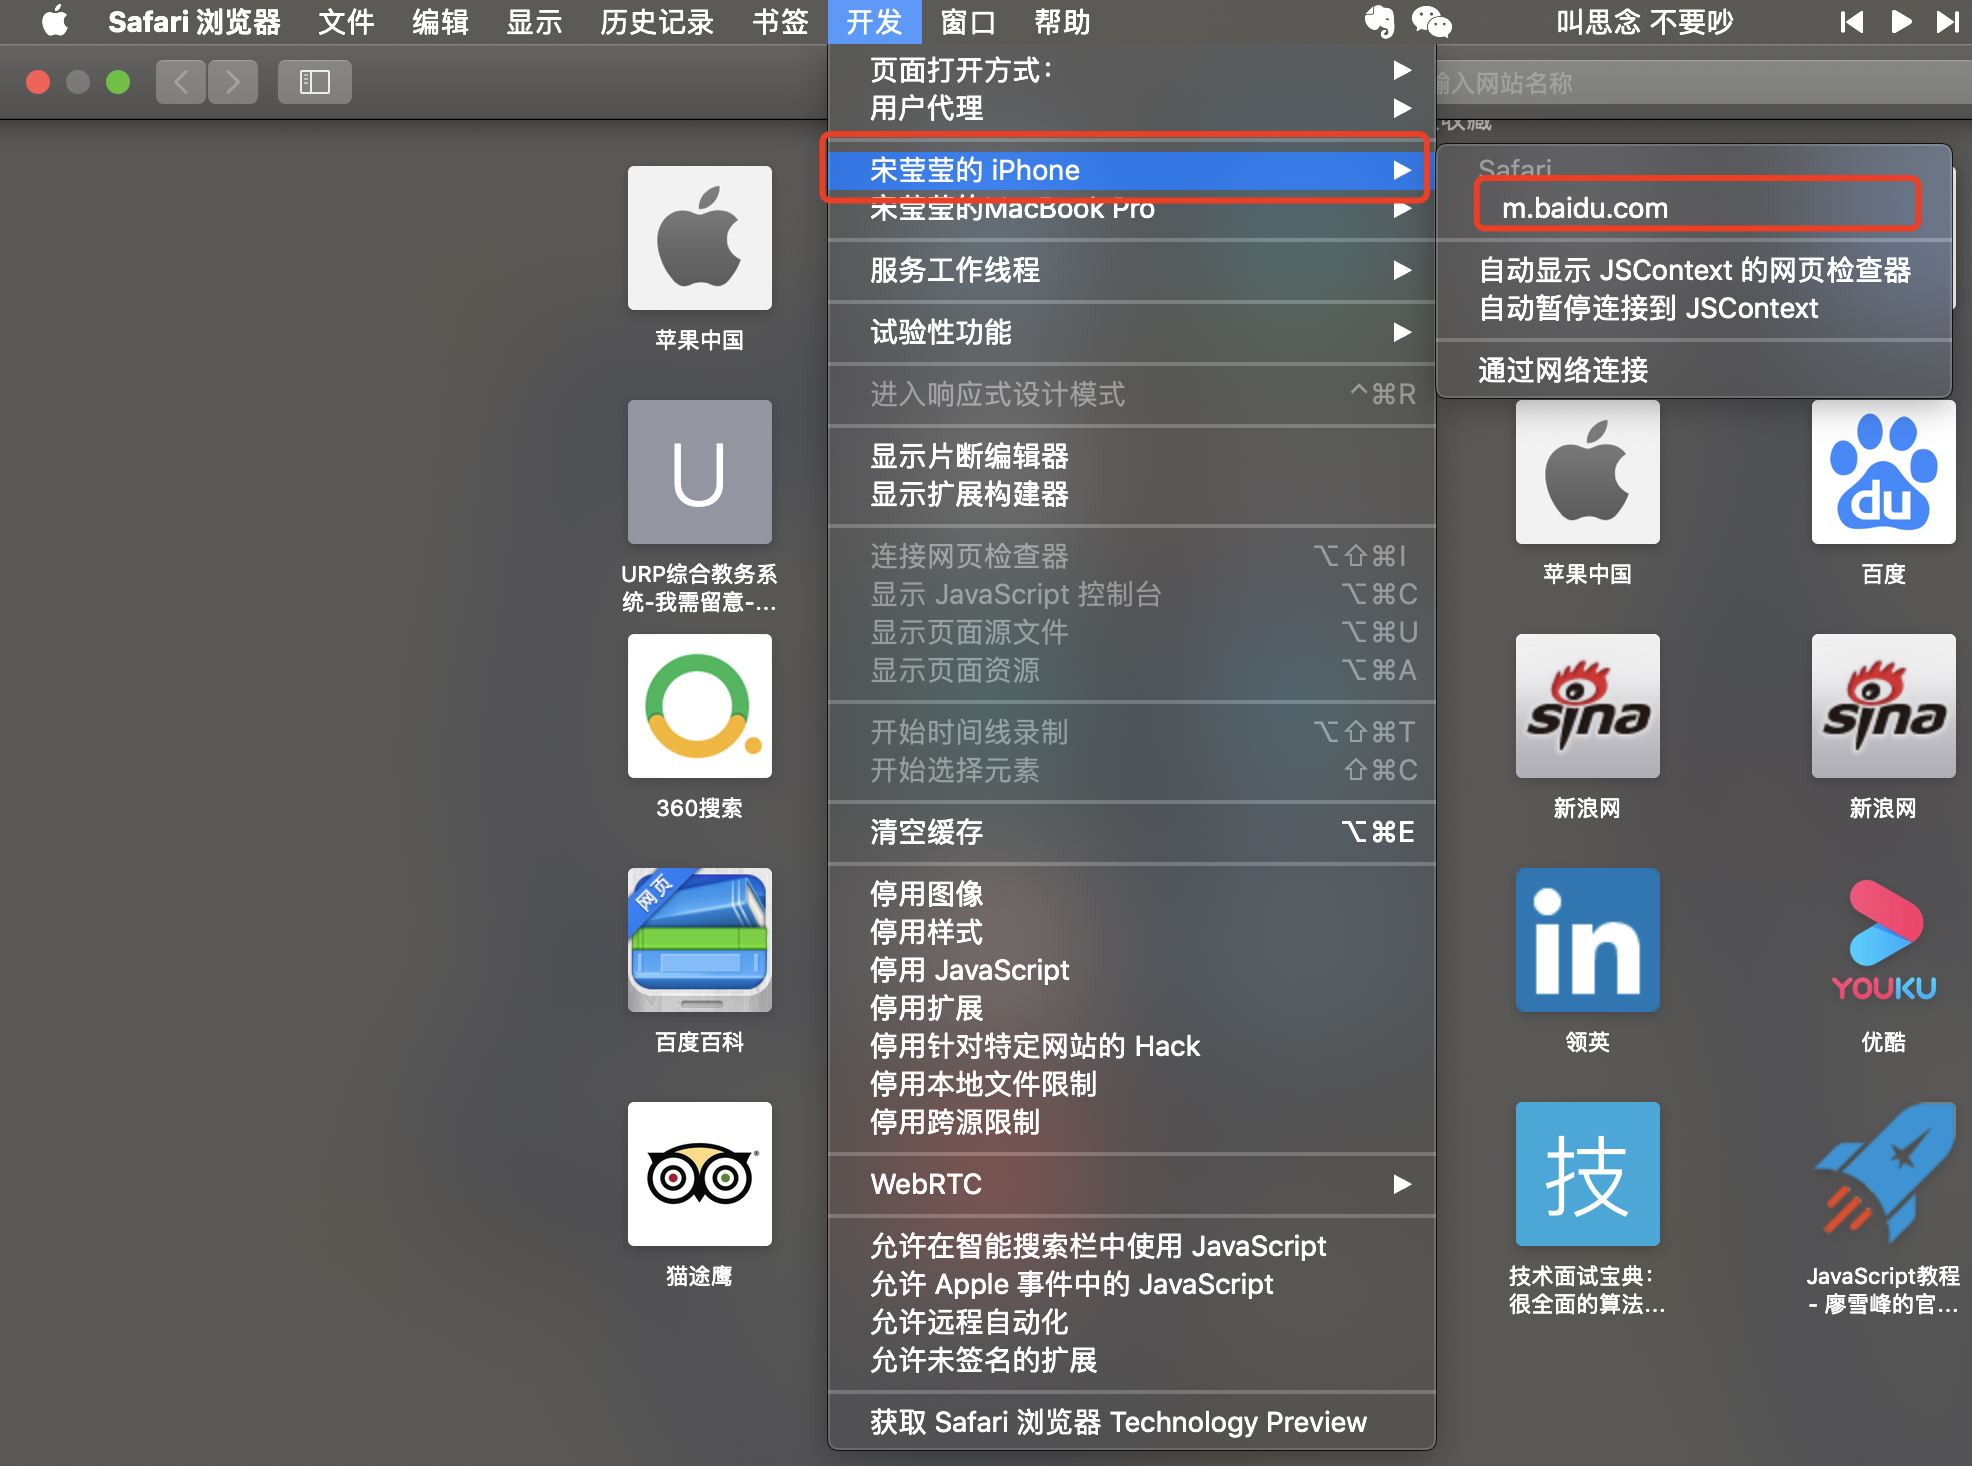 Safari 浏览器 文件 编辑 显示 历史记录 书签 开发 窗口 帮助 叫思念 不要吵
页面打开方式：
用户代理
宋莹莹的 iPhone
宋莹莹的MacBook Pro
服务工作线程
试验性功能
进入响应式设计模式 ^⌘R
显示片断编辑器
显示扩展构建器
连接网页检查器 ⌥⇧⌘I
显示 JavaScript 控制台 ⌥⌘C
显示页面源文件 ⌥⌘U
显示页面资源 ⌥⌘A
开始时间线录制 ⌥⇧⌘T
开始选择元素 ⇧⌘C
清空缓存 ⌥⌘E
停用图像
停用样式
停用 JavaScript
停用扩展
停用针对特定网站的 Hack
停用本地文件限制
停用跨源限制
WebRTC
允许在智能搜索栏中使用 JavaScript
允许 Apple 事件中的 JavaScript
允许远程自动化
允许未签名的扩展
获取 Safari 浏览器 Technology Preview
输入网站名称
收藏
Safari
m.baidu.com
自动显示 JSContext 的网页检查器
自动暂停连接到 JSContext
通过网络连接
苹果中国
U
URP综合教务系
统-我需留意-...
360搜索
网页
百度百科
猫途鹰
苹果中国
du
百度
sina
新浪网
sina
新浪网
in
领英
YOUKU
优酷
技
技术面试宝典：
很全面的算法...
JavaScript教程
- 廖雪峰的官...